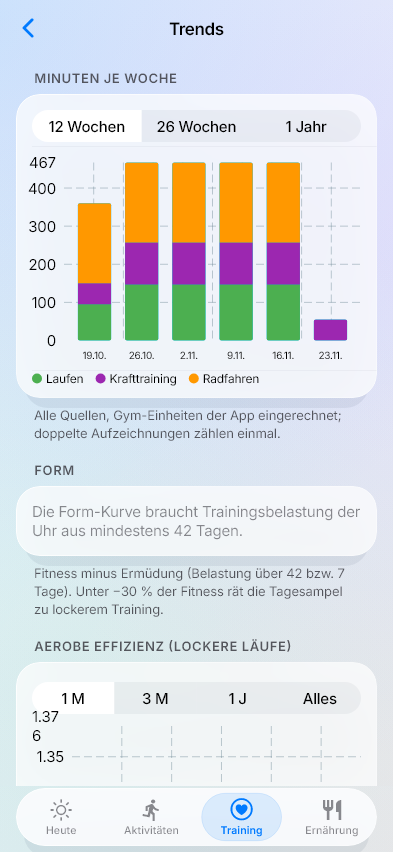 Trends
MINUTEN JE WOCHE
12 Wochen 26 Wochen 1 Jahr
467
400
300
200
100
0
19.10. 26.10. 2.11. 9.11. 16.11. 23.11.
Laufen Krafttraining Radfahren
Alle Quellen, Gym-Einheiten der App eingerechnet;
doppelte Aufzeichnungen zählen einmal.
FORM
Die Form-Kurve braucht Trainingsbelastung der
Uhr aus mindestens 42 Tagen.
Fitness minus Ermüdung (Belastung über 42 bzw. 7
Tage). Unter −30 % der Fitness rät die Tagesampel
zu lockerem Training.
AEROBE EFFIZIENZ (LOCKERE LÄUFE)
1 M 3 M 1 J Alles
1.37
6
1.35
Heute Aktivitäten Training Ernährung